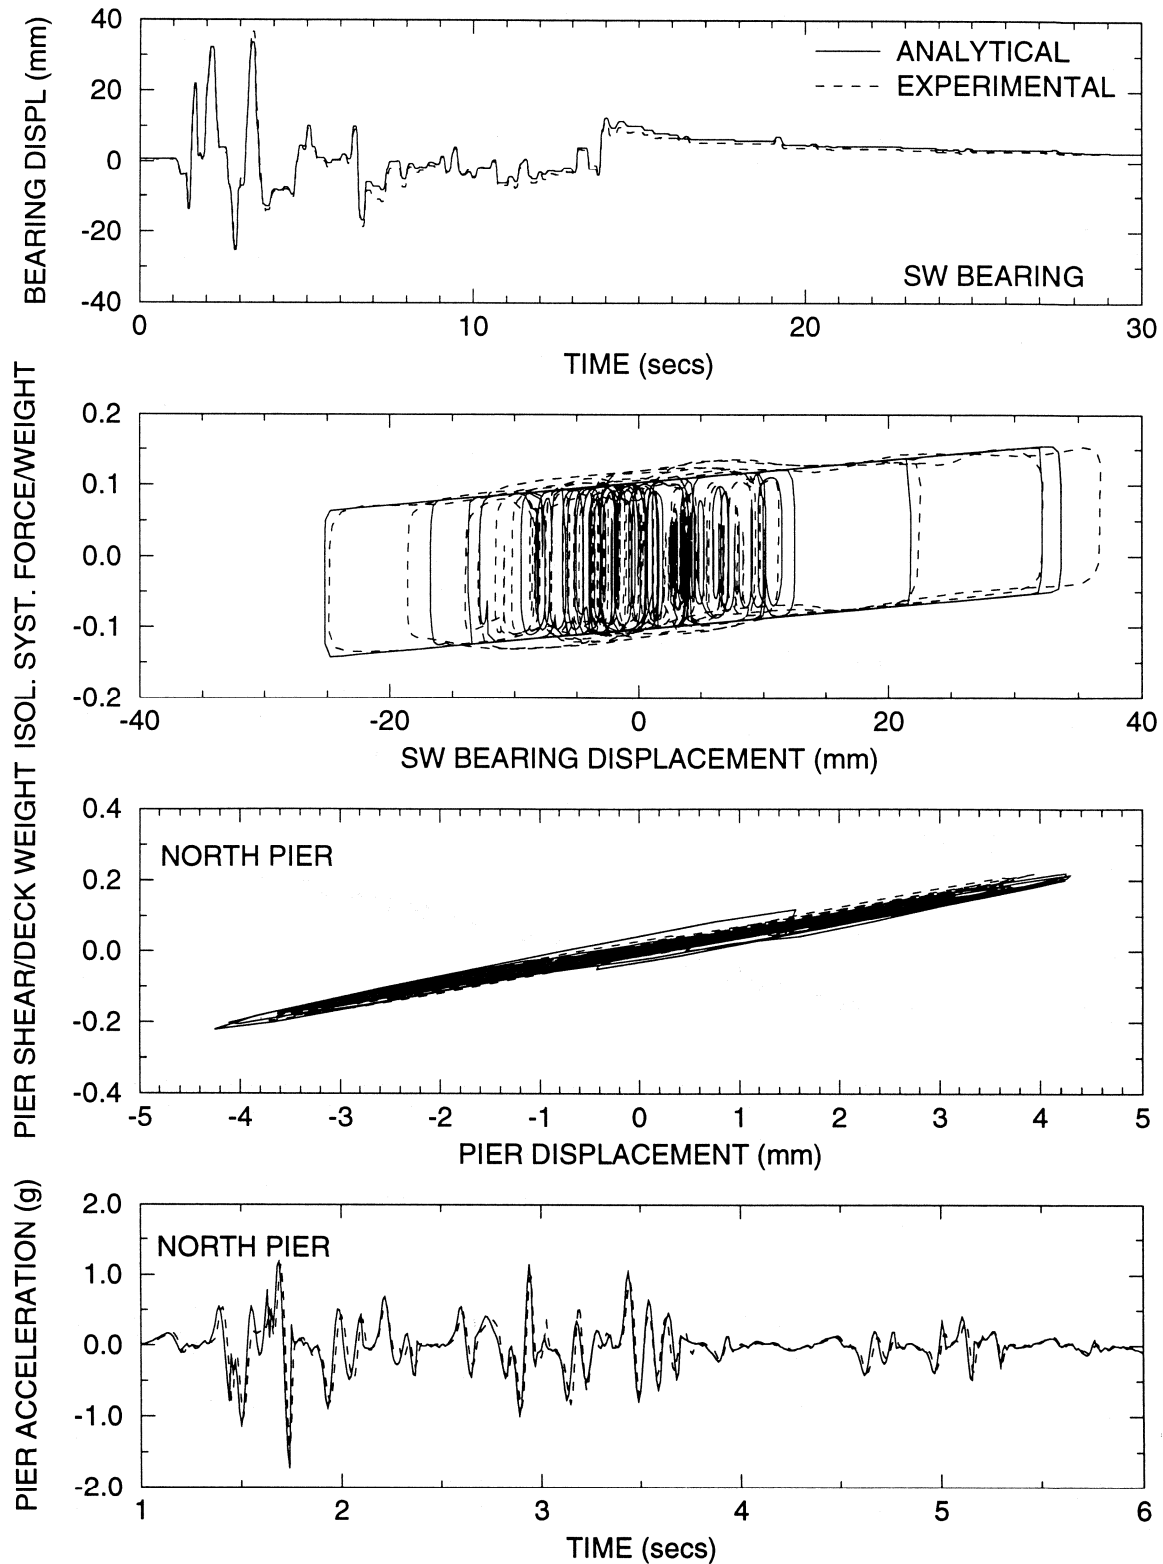 BEARING DISPL (mm)
40
20
0
-20
-40
ANALYTICAL
EXPERIMENTAL
SW BEARING
0 10 20 30
TIME (secs)
ISOL. SYST. FORCE/WEIGHT
0.2
0.1
0.0
-0.1
-0.2
-40 -20 0 20 40
SW BEARING DISPLACEMENT (mm)
PIER SHEAR/DECK WEIGHT
0.4
0.2
0.0
-0.2
-0.4
NORTH PIER
-5 -4 -3 -2 -1 0 1 2 3 4 5
PIER DISPLACEMENT (mm)
PIER ACCELERATION (g)
2.0
1.0
0.0
-1.0
-2.0
NORTH PIER
1 2 3 4 5 6
TIME (secs)